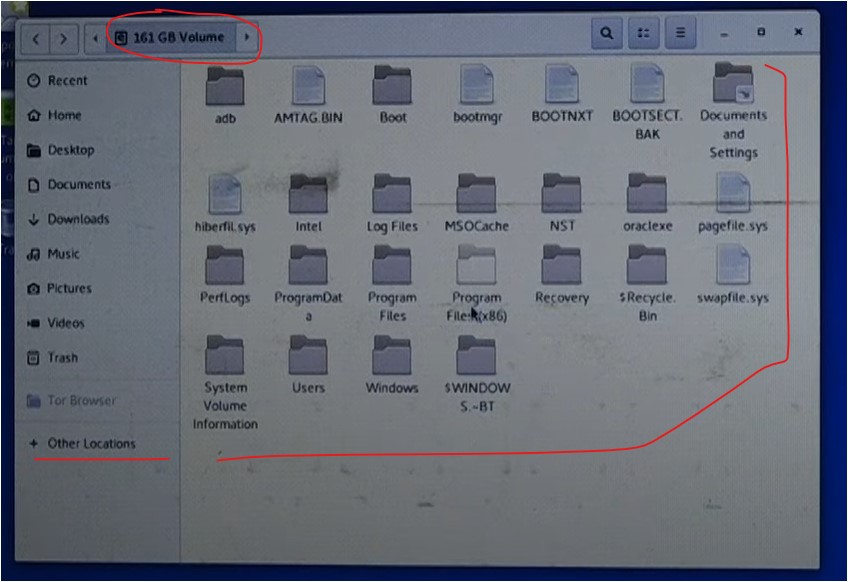 161 GB Volume
Recent
Home
Desktop
Documents
Downloads
Music
Pictures
Videos
Trash
Tor Browser
Other Locations
adb
AMTAG.BIN
Boot
bootmgr
BOOTNXT
BOOTSECT.
BAK
Documents
and
Settings
hiberfil.sys
Intel
Log Files
MSOCache
NST
oraclexe
pagefile.sys
PerfLogs
ProgramDat
a
Program
Files
Program
Files(x86)
Recovery
$Recycle.
Bin
swapfile.sys
System
Volume
Information
Users
Windows
$WINDOW
S.~BT